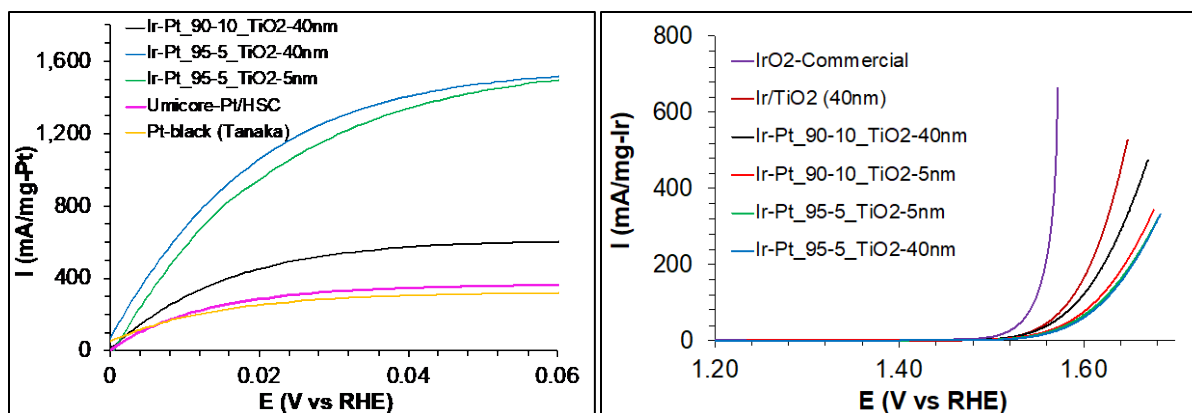 Ir-Pt_90-10_TiO2-40nm
Ir-Pt_95-5_TiO2-40nm
Ir-Pt_95-5_TiO2-5nm
Umicore-Pt/HSC
Pt-black (Tanaka)
1,600
1,200
800
400
0
I (mA/mg-Pt)
0 0.02 0.04 0.06
E (V vs RHE)
IrO2-Commercial
Ir/TiO2 (40nm)
Ir-Pt_90-10_TiO2-40nm
Ir-Pt_90-10_TiO2-5nm
Ir-Pt_95-5_TiO2-5nm
Ir-Pt_95-5_TiO2-40nm
800
600
400
200
0
I (mA/mg-Ir)
1.20 1.40 1.60
E (V vs RHE)